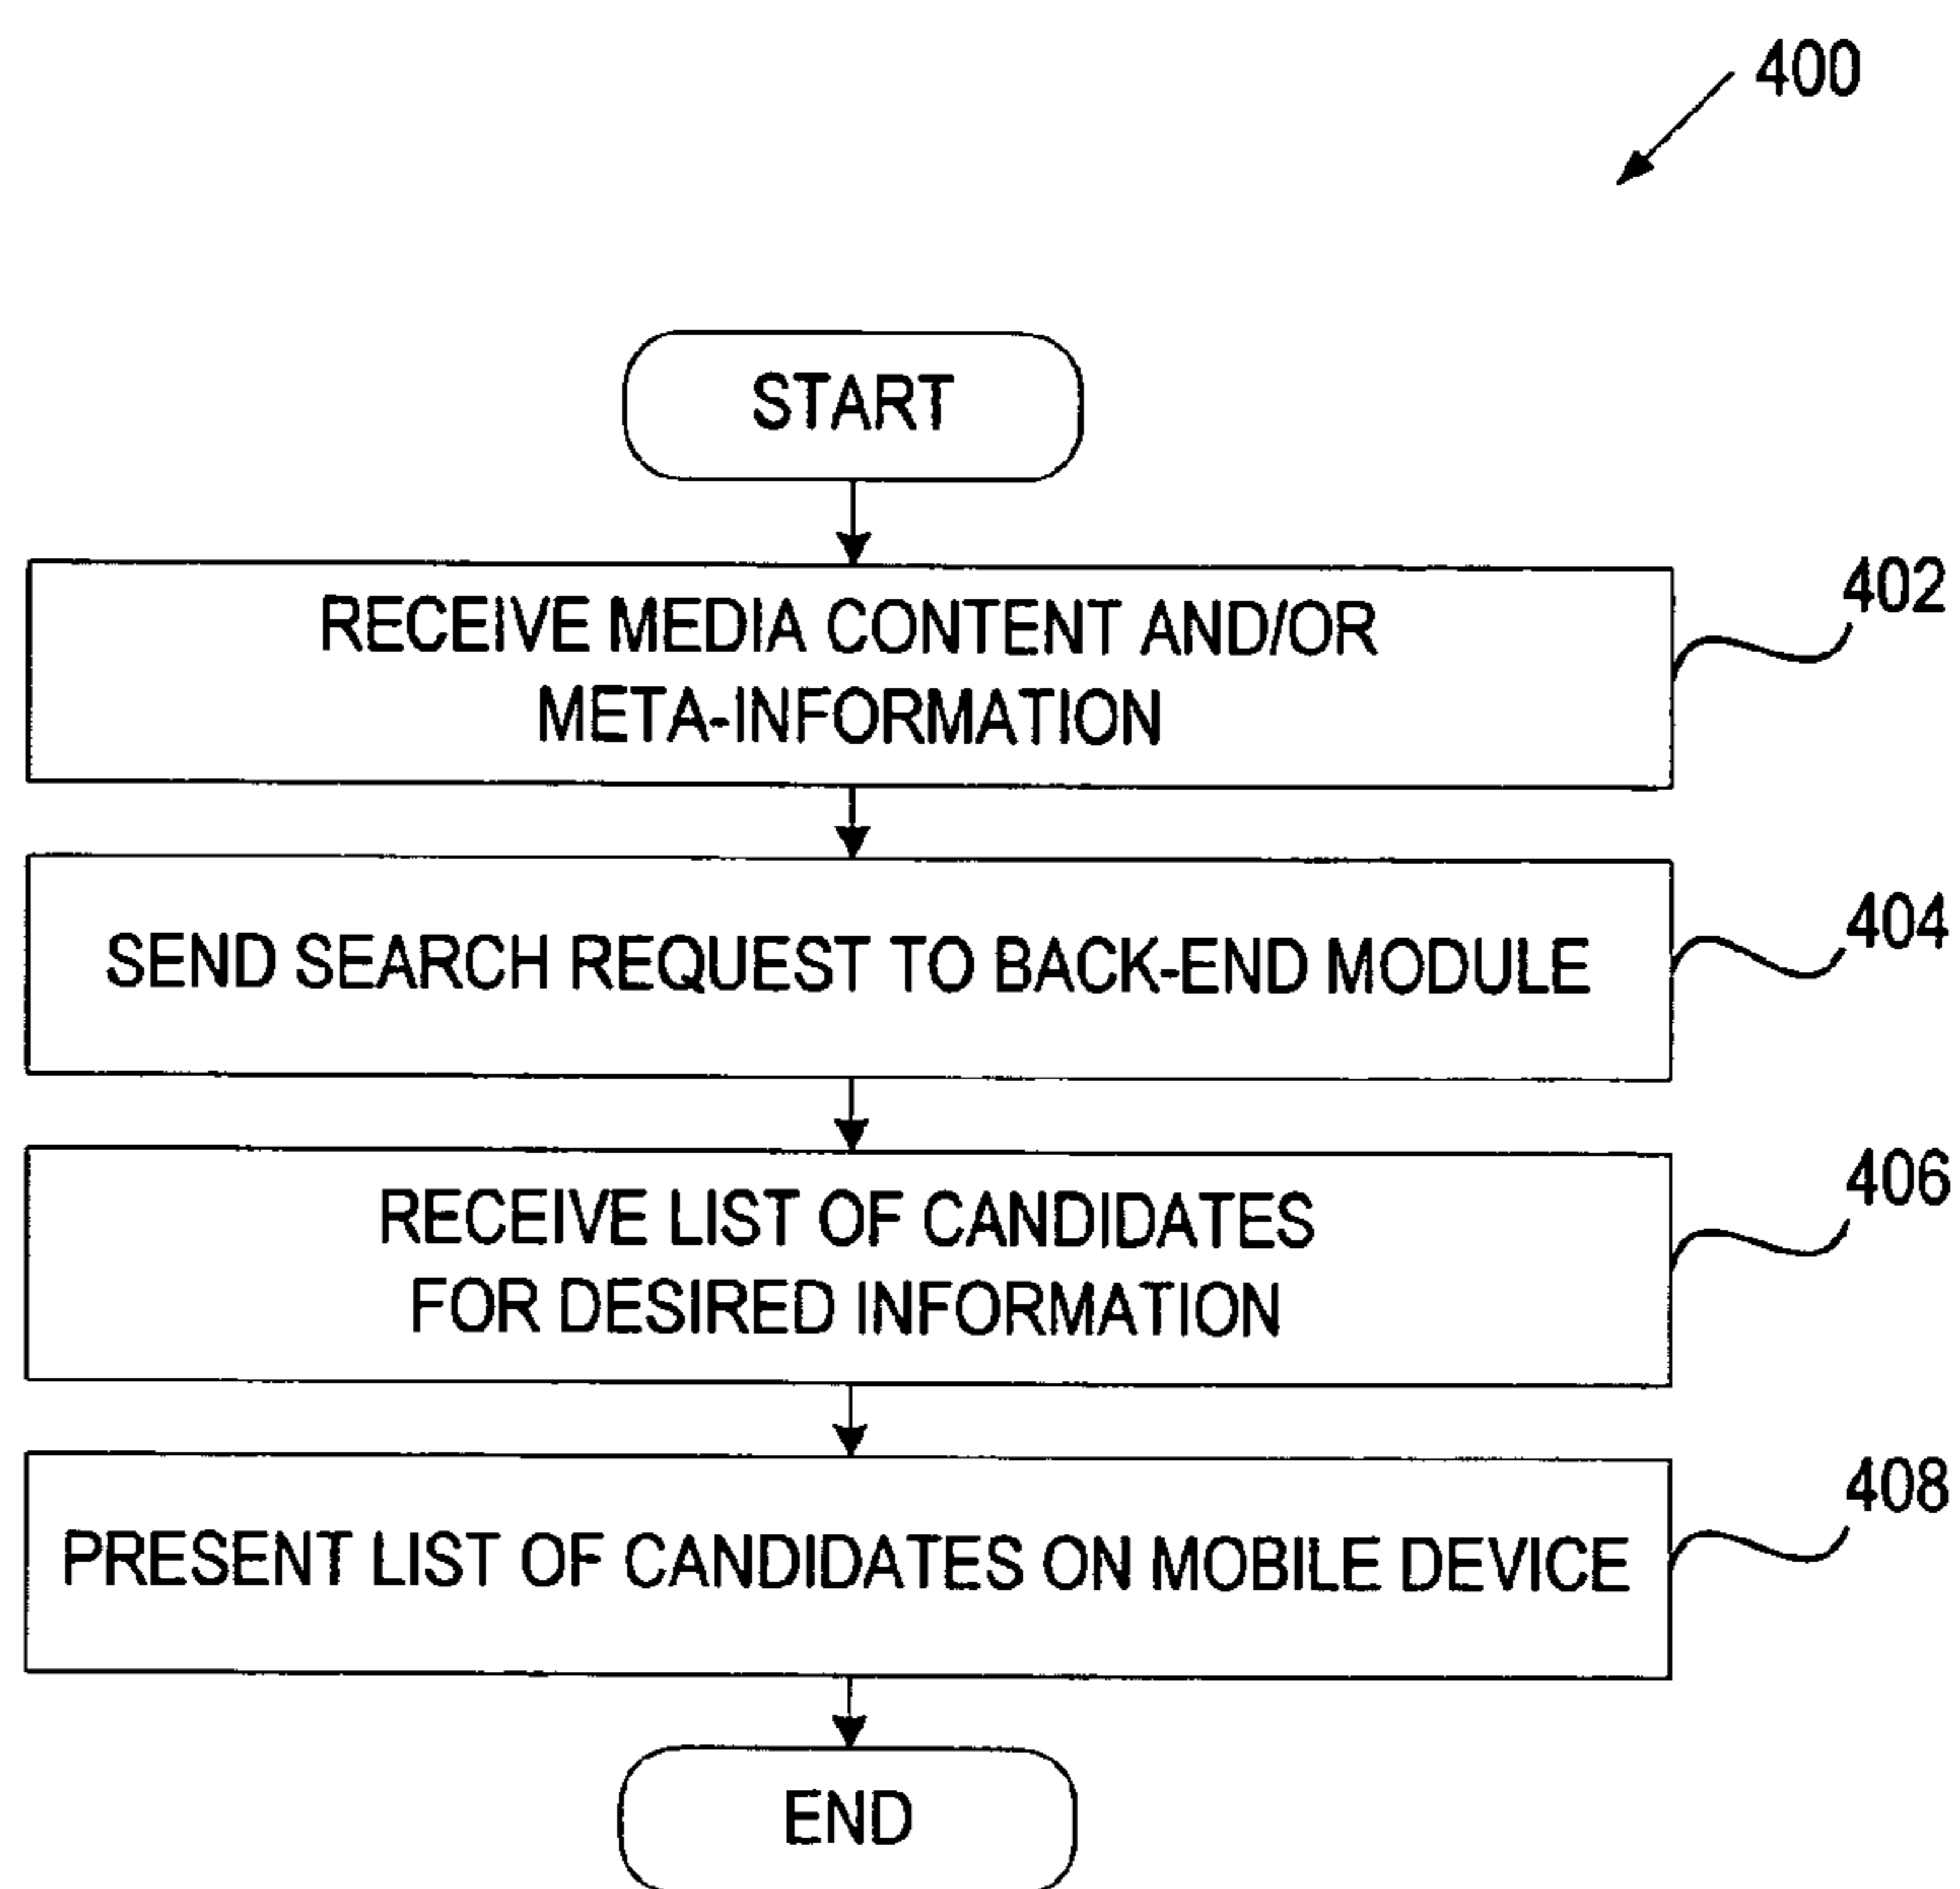 400
START
RECEIVE MEDIA CONTENT AND/OR
META-INFORMATION
402
SEND SEARCH REQUEST TO BACK-END MODULE
404
RECEIVE LIST OF CANDIDATES
FOR DESIRED INFORMATION
406
PRESENT LIST OF CANDIDATES ON MOBILE DEVICE
408
END